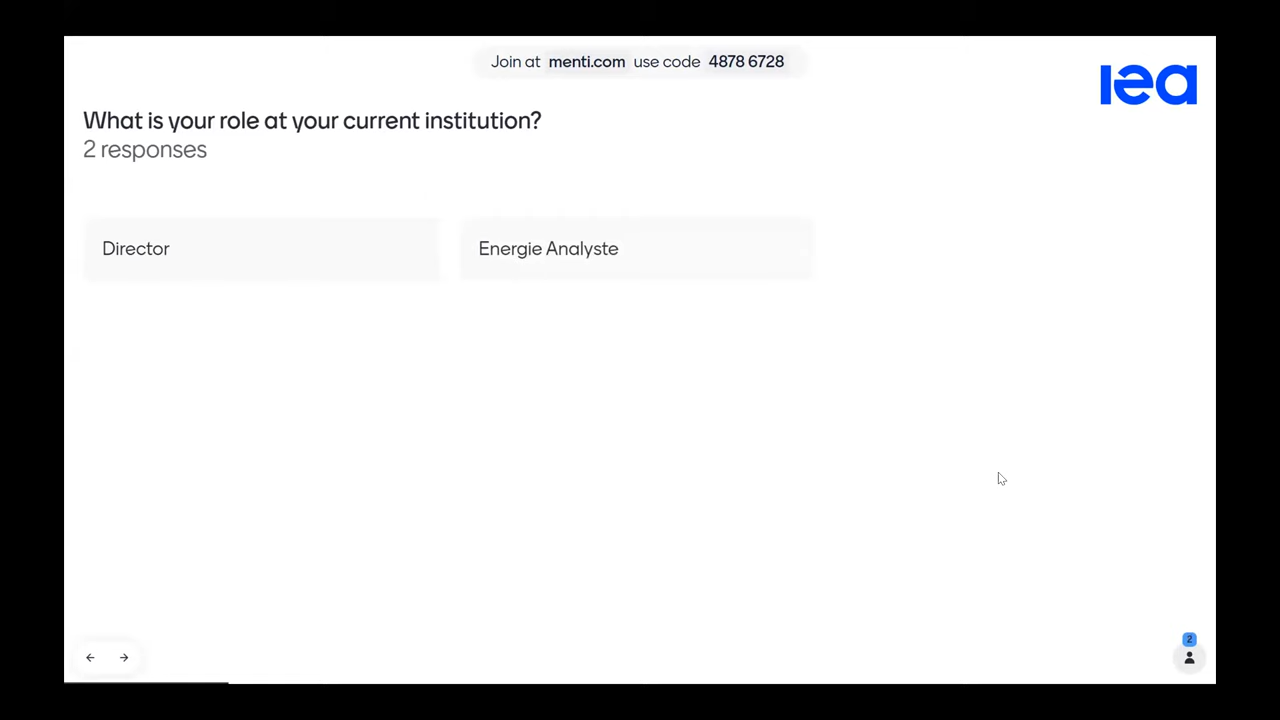 Join at menti.com use code 4878 6728
iea
What is your role at your current institution?
2 responses
Director
Energie Analyste
2